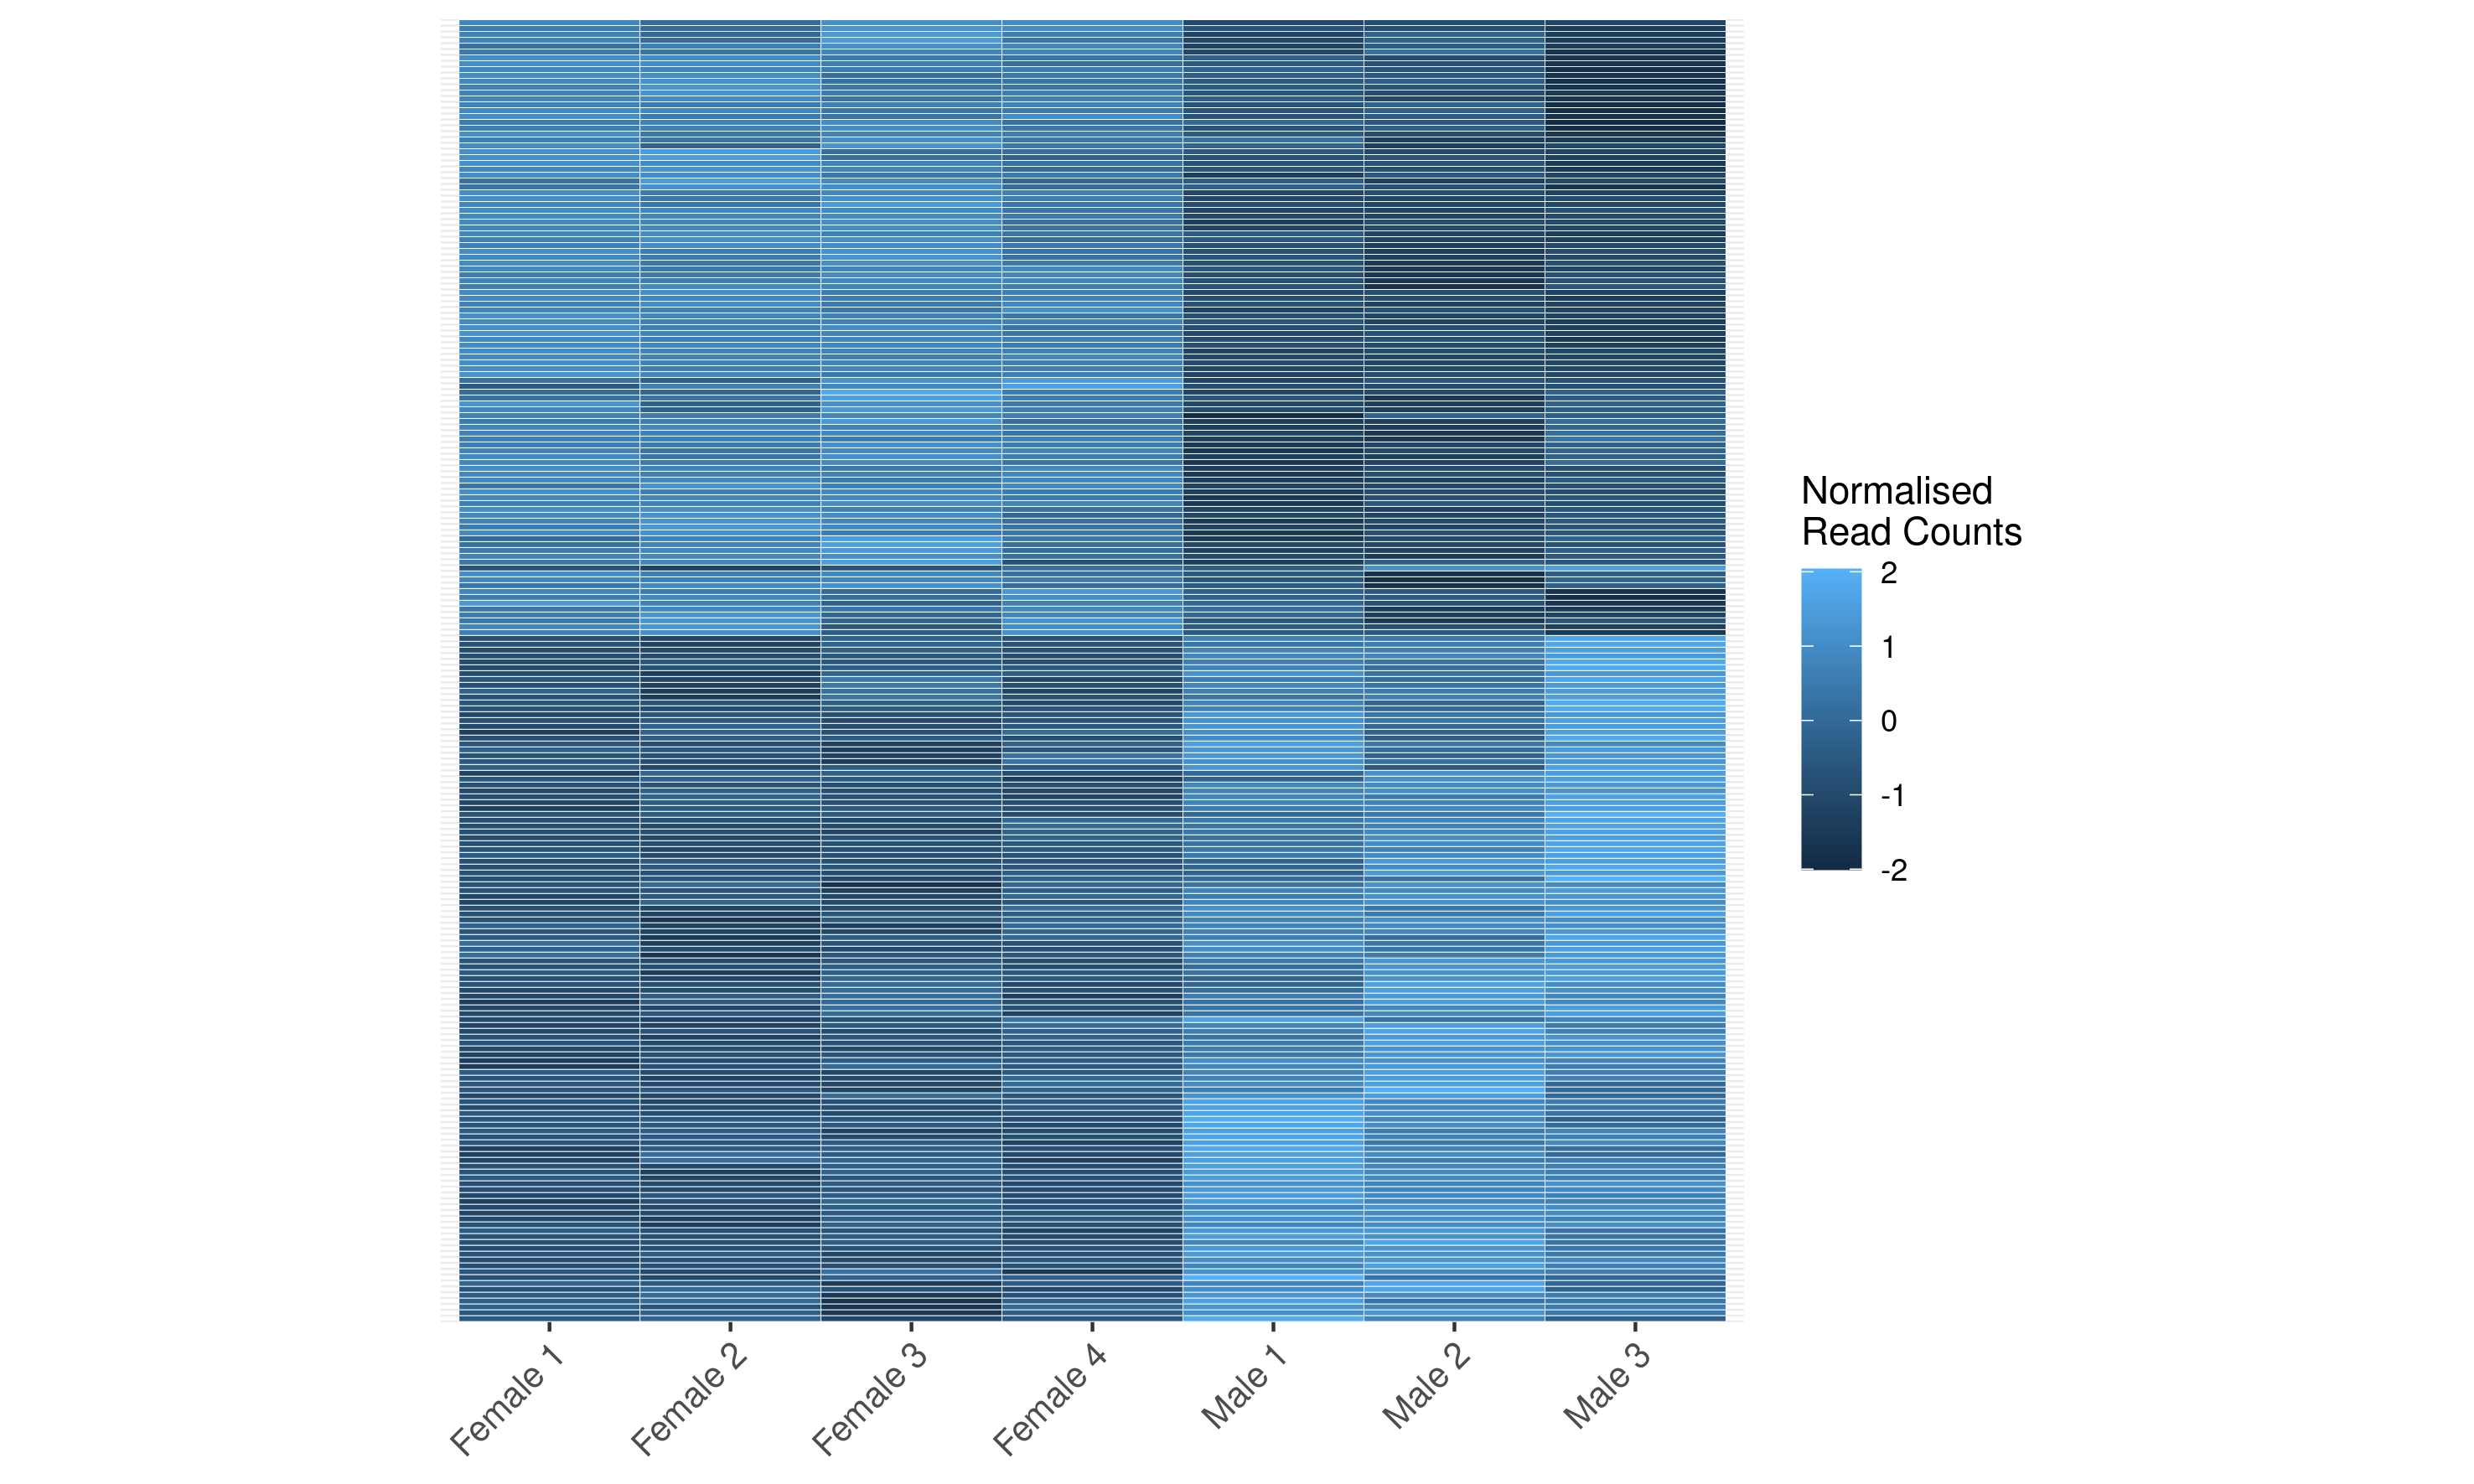 Normalised
Read Counts
2
1
0
-1
-2
Female 1
Female 2
Female 3
Female 4
Male 1
Male 2
Male 3